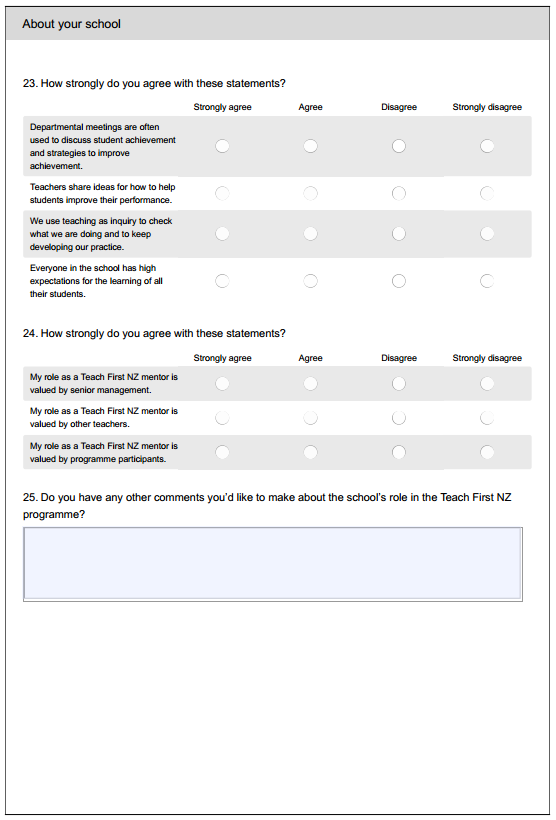 About your school
23. How strongly do you agree with these statements?
Strongly agree Agree Disagree Strongly disagree
Departmental meetings are often
used to discuss student achievement
and strategies to improve
achievement.
Teachers share ideas for how to help
students improve their performance.
We use teaching as inquiry to check
what we are doing and to keep
developing our practice.
Everyone in the school has high
expectations for the learning of all
their students.
24. How strongly do you agree with these statements?
Strongly agree Agree Disagree Strongly disagree
My role as a Teach First NZ mentor is
valued by senior management.
My role as a Teach First NZ mentor is
valued by other teachers.
My role as a Teach First NZ mentor is
valued by programme participants.
25. Do you have any other comments you'd like to make about the school's role in the Teach First NZ
programme?